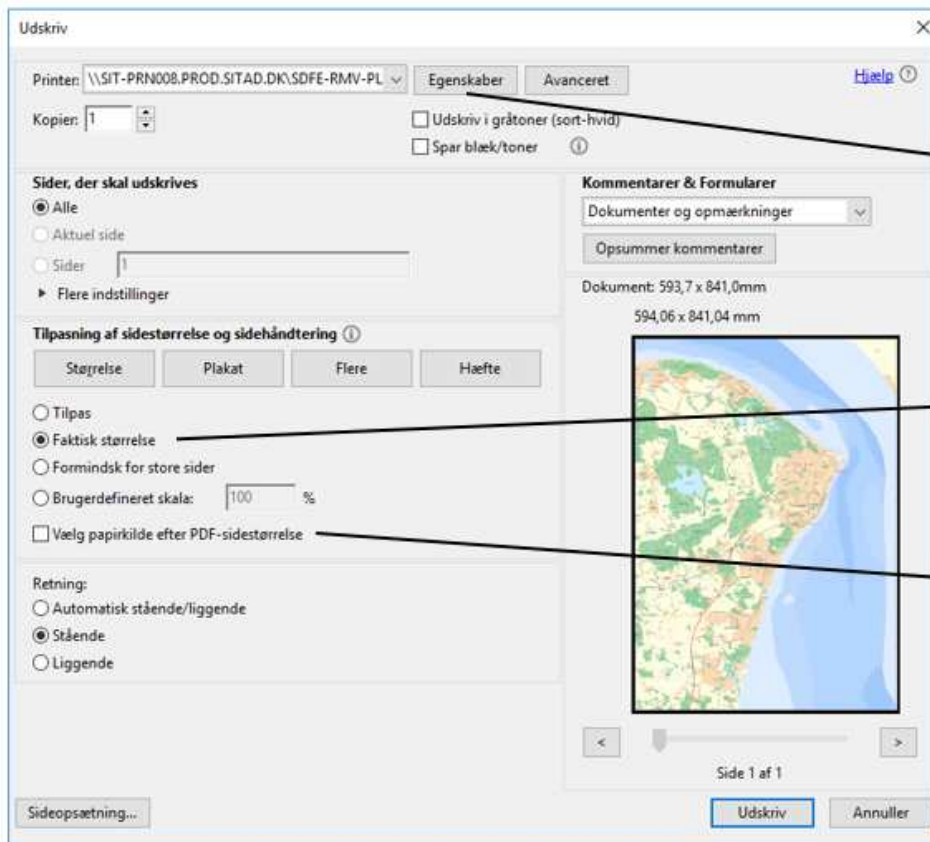 Udskriv
Printer: \\SIT-PRN008.PROD.SITAD.DK\SDFE-RMV-PL Egenskaber Avanceret Hjælp
Kopier: 1
Udskriv i gråtoner (sort-hvid)
Spar blæk/toner
Sider, der skal udskrives
Alle
Aktuel side
Sider 1
Flere indstillinger
Tilpasning af sidestørrelse og sidehåndtering
Størrelse Plakat Flere Hæfte
Tilpas
Faktisk størrelse
Formindsk for store sider
Brugerdefineret skala: 100 %
Vælg papirkilde efter PDF-sidestørrelse
Retning:
Automatisk stående/liggende
Stående
Liggende
Kommentarer & Formularer
Dokumenter og opmærkninger
Opsummer kommentarer
Dokument: 593,7 x 841,0mm
594,06 x 841,04 mm
< >
Side 1 af 1
Sideopsætning... Udskriv Annuller